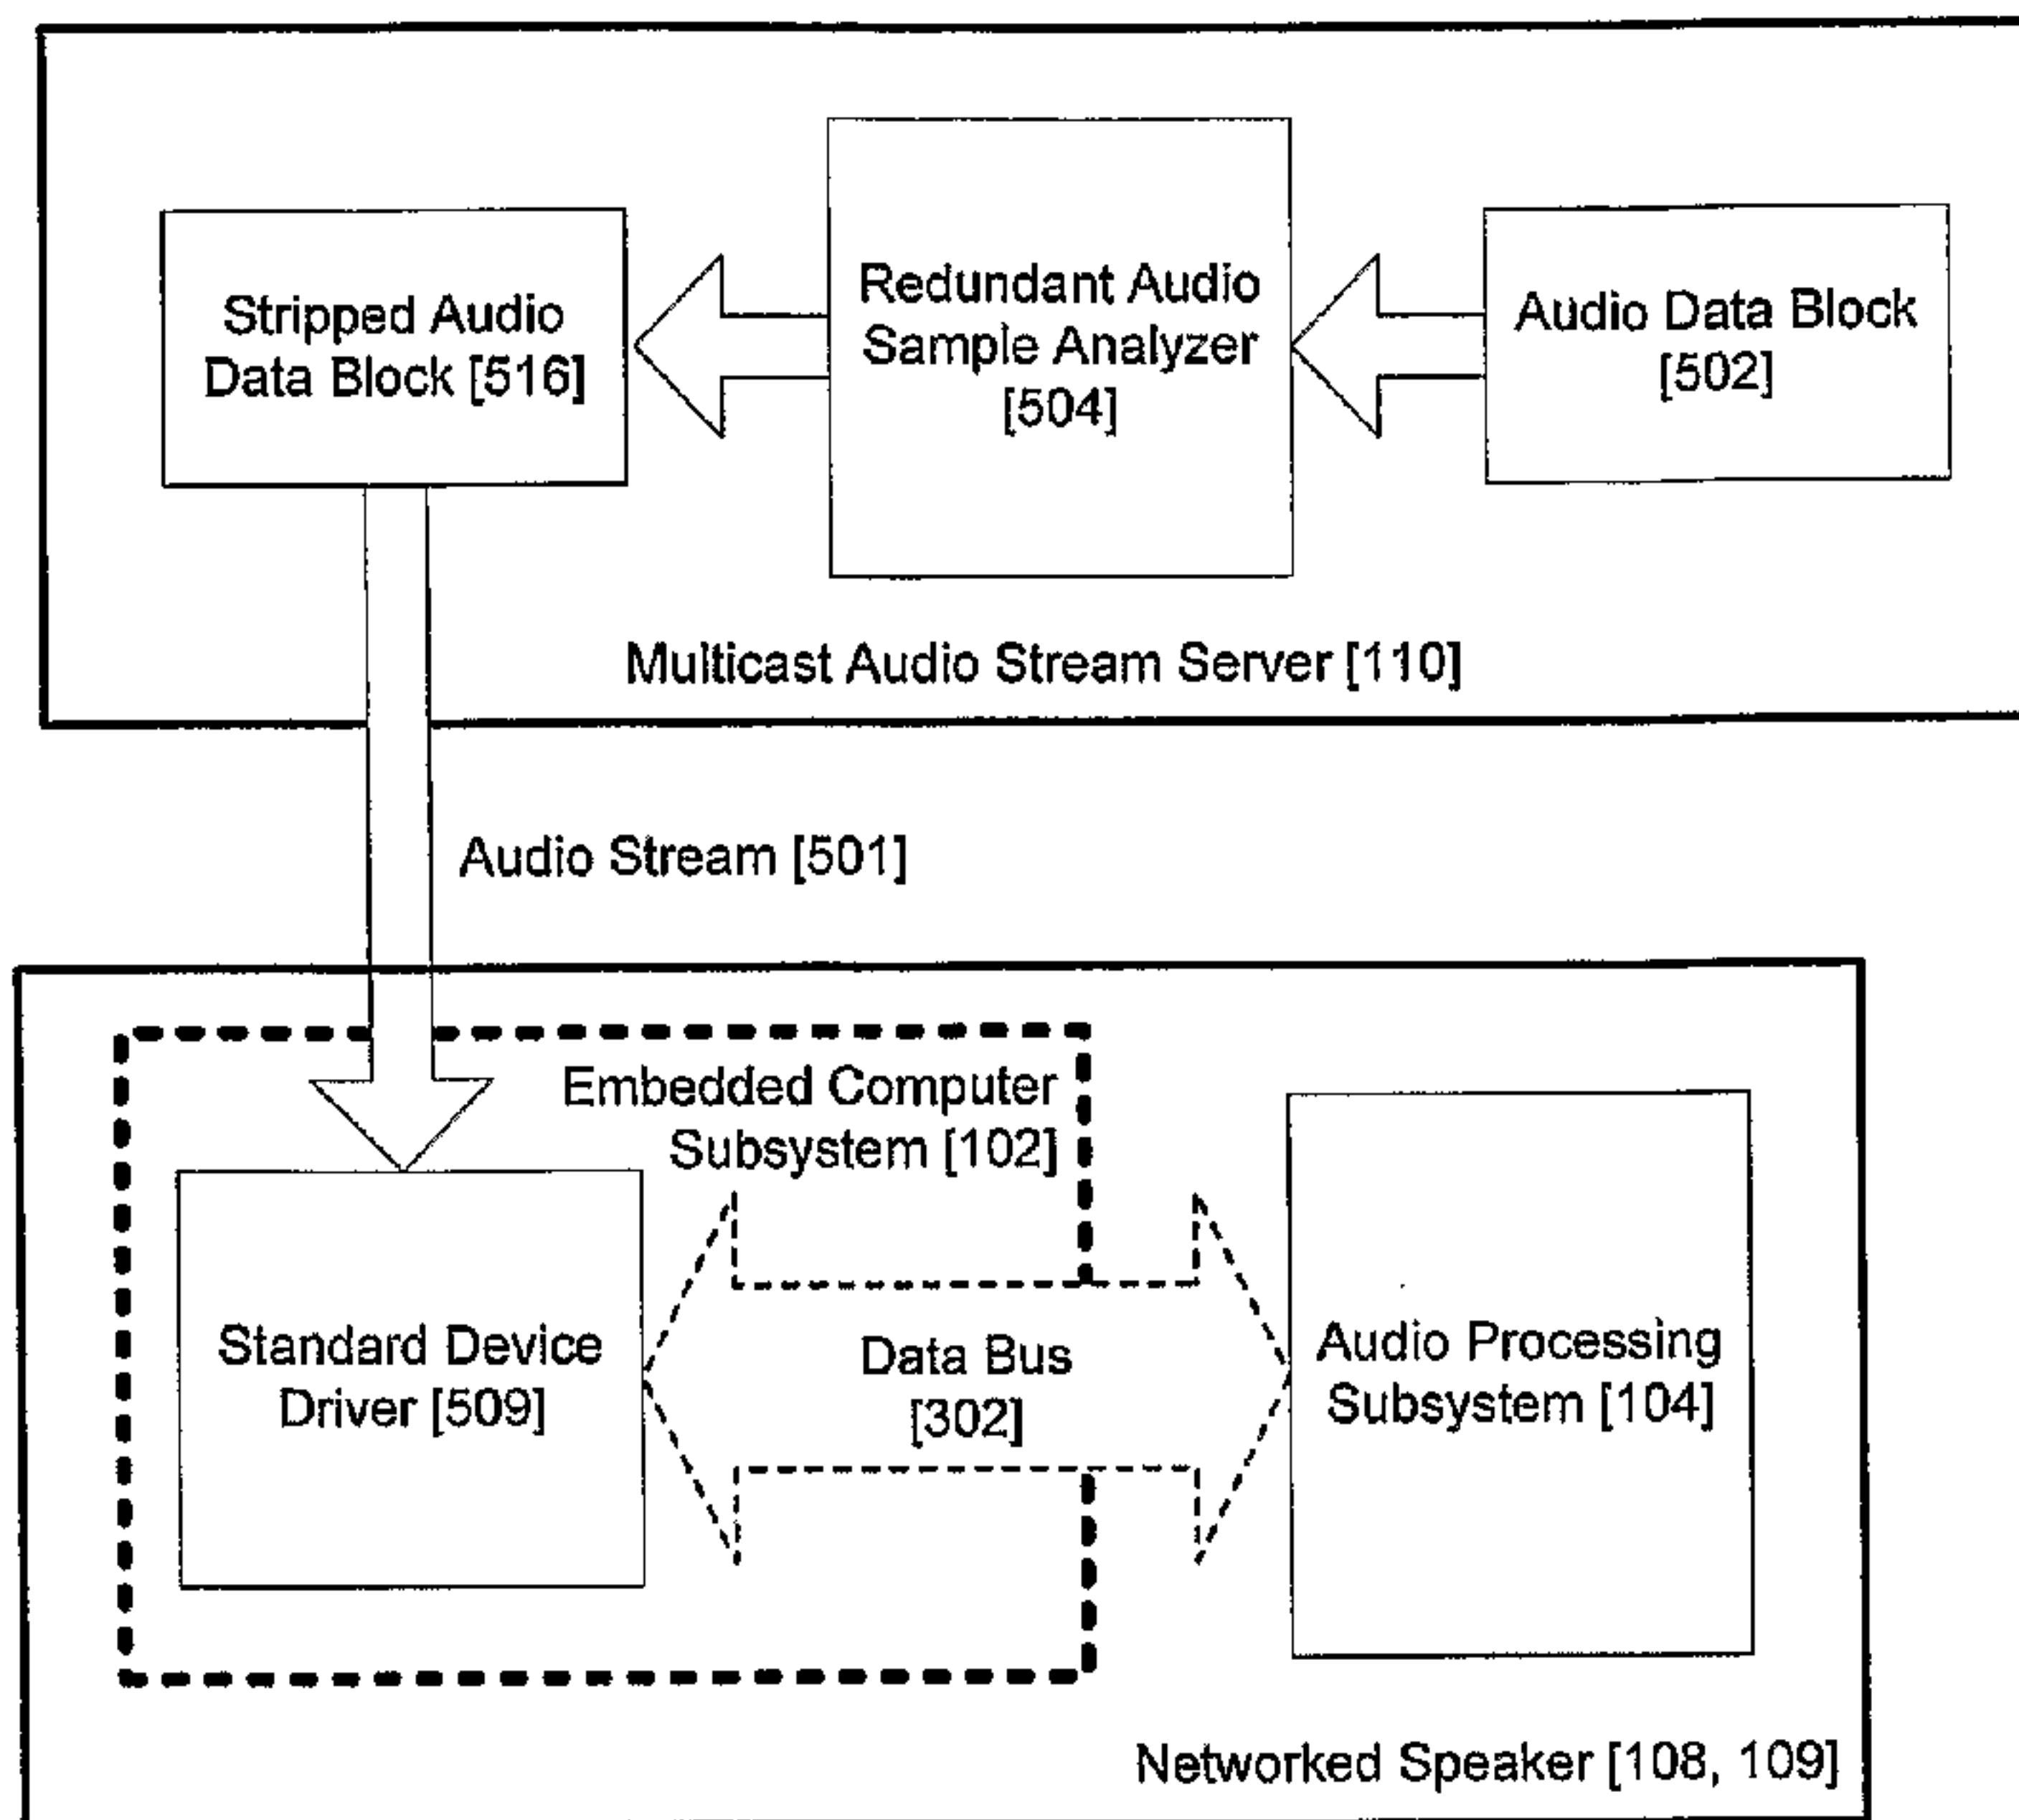 Stripped Audio
Data Block [516]
Redundant Audio
Sample Analyzer
[504]
Audio Data Block
[502]
Multicast Audio Stream Server [110]
Audio Stream [501]
Embedded Computer
Subsystem [102]
Standard Device
Driver [509]
Data Bus
[302]
Audio Processing
Subsystem [104]
Networked Speaker [108, 109]